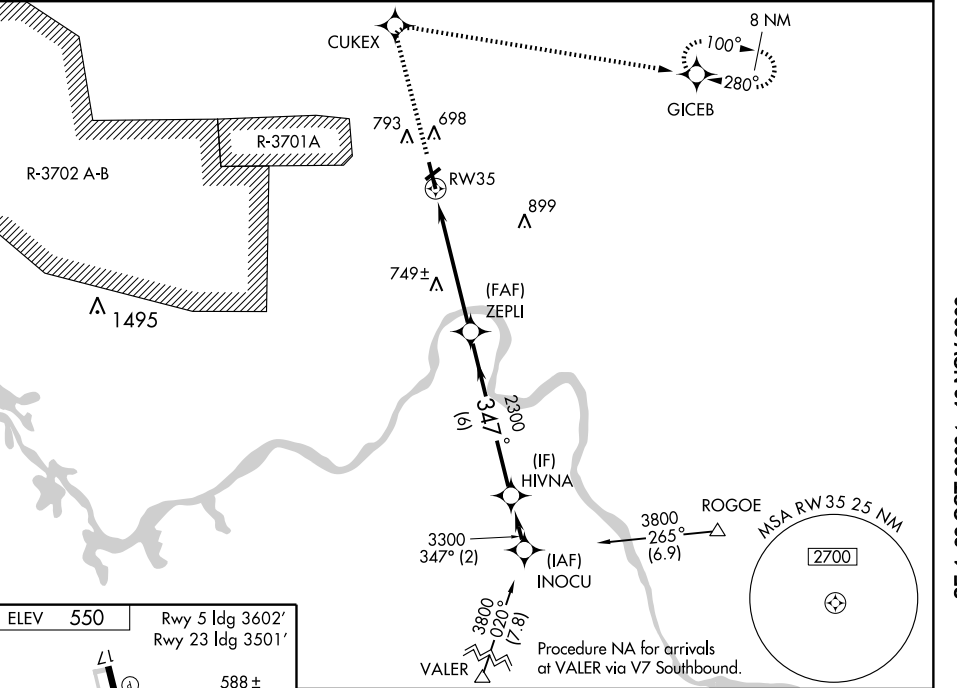 8 NM
CUKEX
100°
280°
GICEB
793
698
R-3701A
R-3702 A-B
RW35
899
749±
(FAF)
ZEPLI
1495
2300
347°
(6)
(IF)
HIVNA
ROGOE
3800
265°
(6.9)
MSA RW35 25 NM
2700
3300
347° (2)
(IAF)
INOCU
3800
020°
(7.8)
VALER
Procedure NA for arrivals
at VALER via V7 Southbound.
ELEV 550
Rwy 5 ldg 3602'
Rwy 23 ldg 3501'
17
588 ±